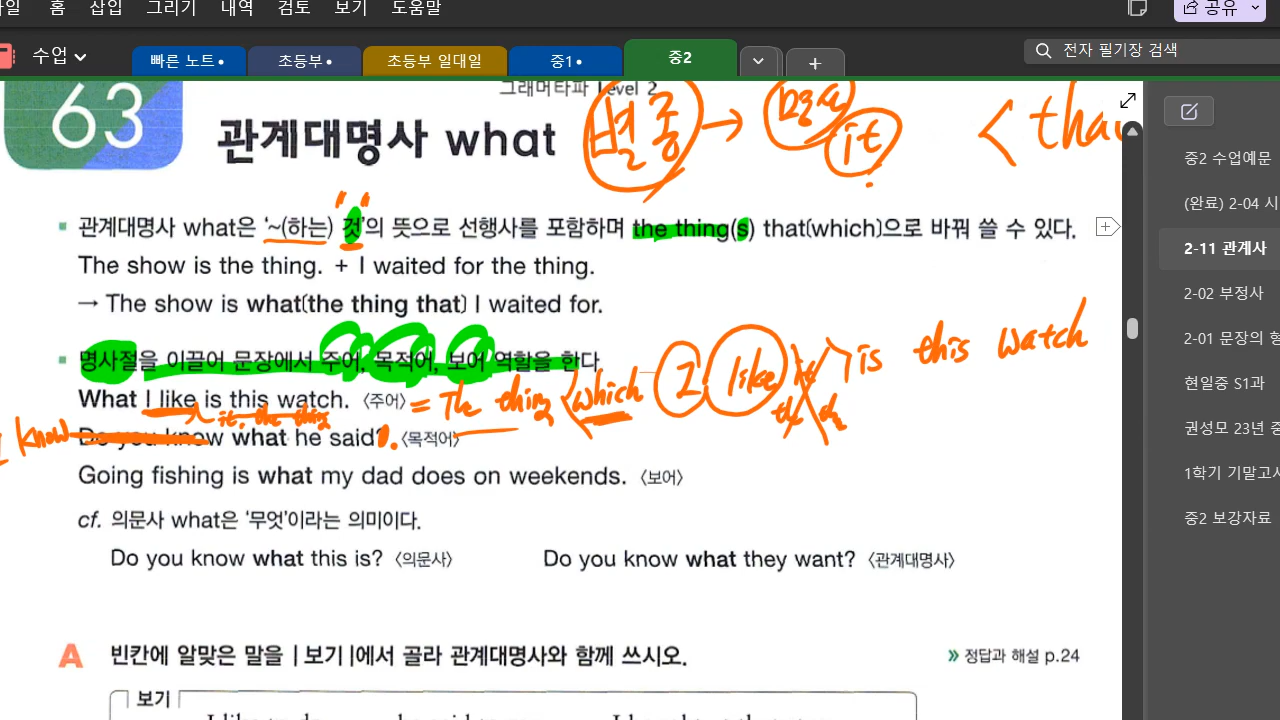 일 홈 삽입 그리기 내역 검토 보기 도움말 공유
수업 빠른 노트 초등부 초등부 일대일 중1 중2 + 전자 필기장 검색
그래머타파 Level 2
63 관계대명사 what 별종 → 명사 it < that
관계대명사 what은 ‘~(하는) 것’의 뜻으로 선행사를 포함하며 the thing(s) that(which)으로 바꿔 쓸 수 있다.
The show is the thing. + I waited for the thing.
→ The show is what(the thing that) I waited for.
명사절을 이끌어 문장에서 주어, 목적어, 보어 역할을 한다
What I like is this watch. 〈주어〉 = The thing which I like is this watch
it. the thing
know Do you know what he said? 〈목적어〉
Going fishing is what my dad does on weekends. 〈보어〉
cf. 의문사 what은 ‘무엇’이라는 의미이다.
Do you know what this is? 〈의문사〉 Do you know what they want? 〈관계대명사〉
A 빈칸에 알맞은 말을 |보기|에서 골라 관계대명사와 함께 쓰시오. 정답과 해설 p.24
보기
중2 수업예문
(완료) 2-04 시
2-11 관계사
2-02 부정사
2-01 문장의 형
현일중 S1과
권성모 23년 중
1학기 기말고사
중2 보강자료